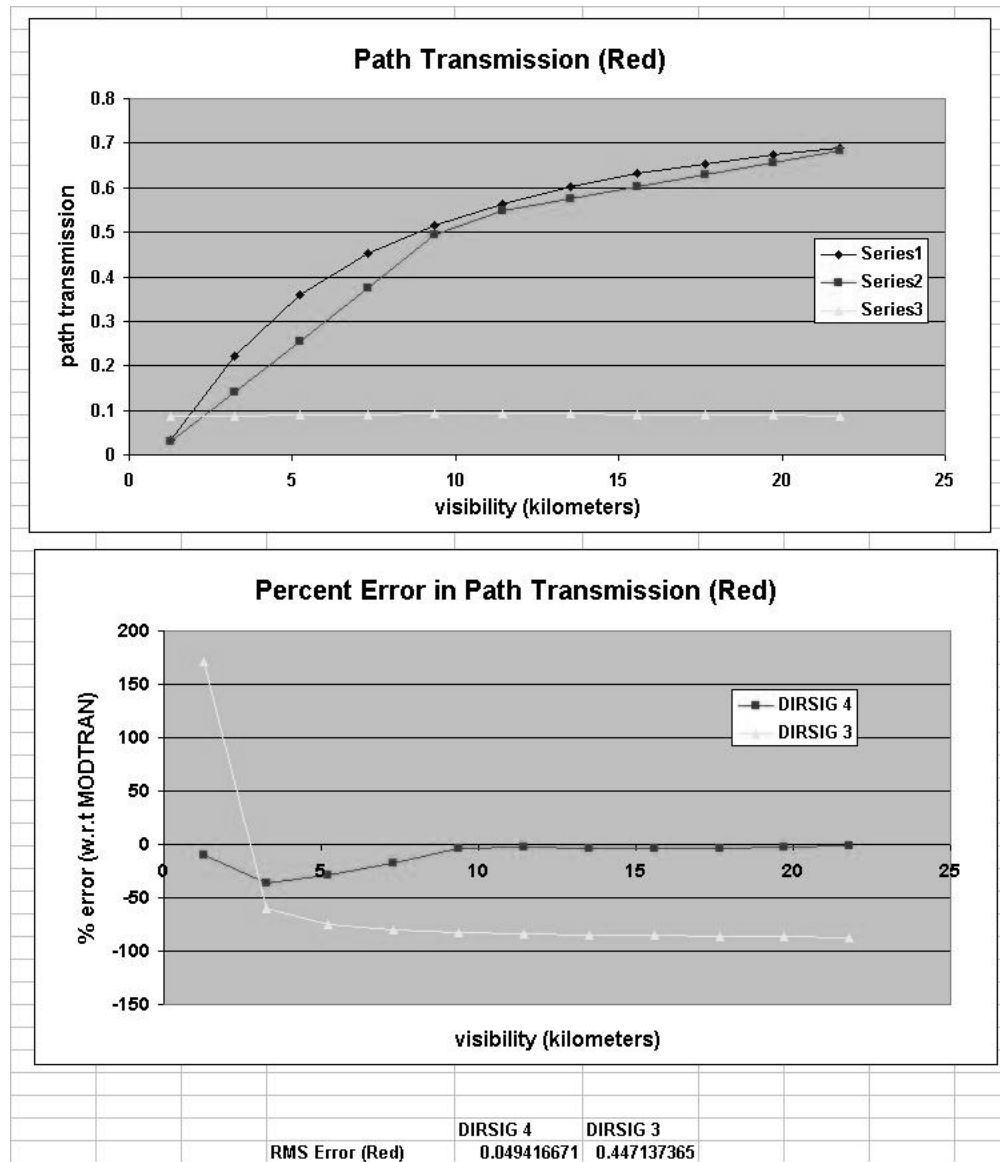 Path Transmission (Red)
0.8
0.7
0.6
0.5
0.4
0.3
0.2
0.1
0
path transmission
0 5 10 15 20 25
visibility (kilometers)
Series1
Series2
Series3
Percent Error in Path Transmission (Red)
200
150
100
50
0
-50
-100
-150
% error (w.r.t MODTRAN)
0 5 10 15 20 25
visibility (kilometers)
DIRSIG 4
DIRSIG 3
DIRSIG 4 DIRSIG 3
RMS Error (Red) 0.049416671 0.447137365